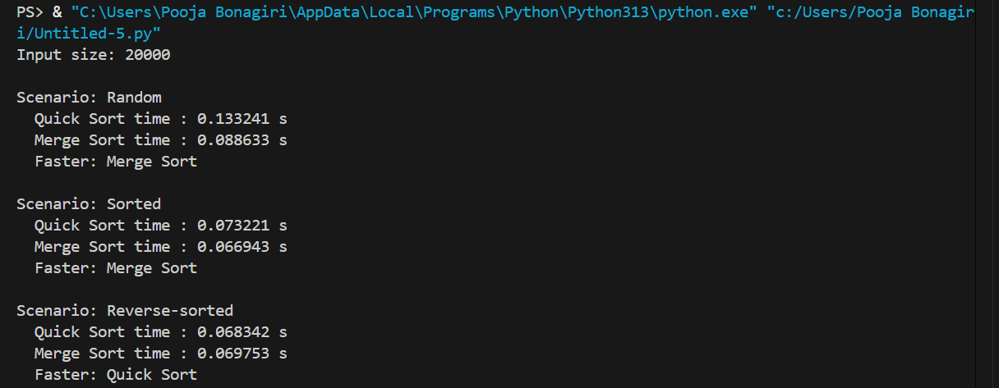 PS> & "C:\Users\Pooja Bonagiri\AppData\Local\Programs\Python\Python313\python.exe" "c:/Users/Pooja Bonagir
i/Untitled-5.py"
Input size: 20000

Scenario: Random
  Quick Sort time : 0.133241 s
  Merge Sort time : 0.088633 s
  Faster: Merge Sort

Scenario: Sorted
  Quick Sort time : 0.073221 s
  Merge Sort time : 0.066943 s
  Faster: Merge Sort

Scenario: Reverse-sorted
  Quick Sort time : 0.068342 s
  Merge Sort time : 0.069753 s
  Faster: Quick Sort